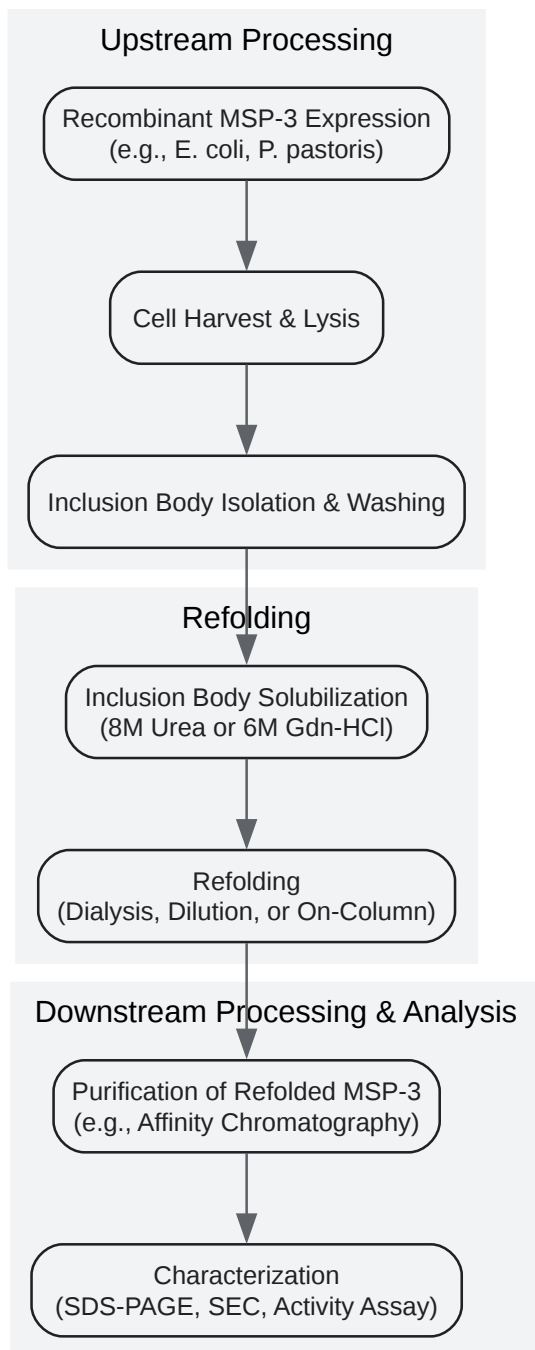 Upstream Processing
Recombinant MSP-3 Expression
(e.g., E. coli, P. pastoris)
Cell Harvest & Lysis
Inclusion Body Isolation & Washing
Refolding
Inclusion Body Solubilization
(8M Urea or 6M Gdn-HCl)
Refolding
(Dialysis, Dilution, or On-Column)
Downstream Processing & Analysis
Purification of Refolded MSP-3
(e.g., Affinity Chromatography)
Characterization
(SDS-PAGE, SEC, Activity Assay)